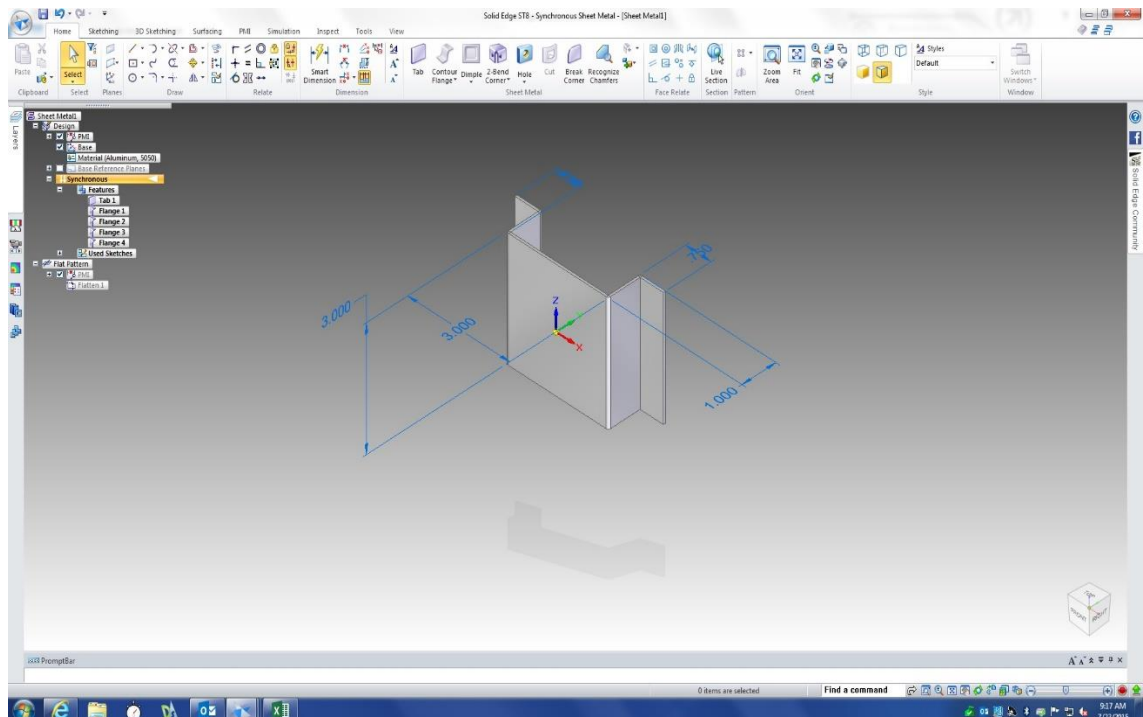 Solid Edge ST8 - Synchronous Sheet Metal - [Sheet Metal1]
Home Sketching 3D Sketching Surfacing PMI Simulation Inspect Tools View
Paste Select Smart Dimension Tab Contour Flange Dimple 2-Bend Corner Hole Cut Break Corner Recognize Chamfers Live Section Zoom Area Fit Styles Default Switch Windows
Clipboard Select Planes Draw Relate Dimension Sheet Metal Face Relate Section Pattern Orient Style Window
Layers
Sheet Metal1
Design
PMI
Base
Material (Aluminum, 5050)
Base Reference Planes
Synchronous
Features
Tab 1
Flange 1
Flange 2
Flange 3
Flange 4
Used Sketches
Flat Pattern
PMI
Flatten 1
Solid Edge Community
3.000
3.000
.750
1.000
Z
Y
X
FRONT RIGHT
PromptBar
0 items are selected Find a command
9:17 AM